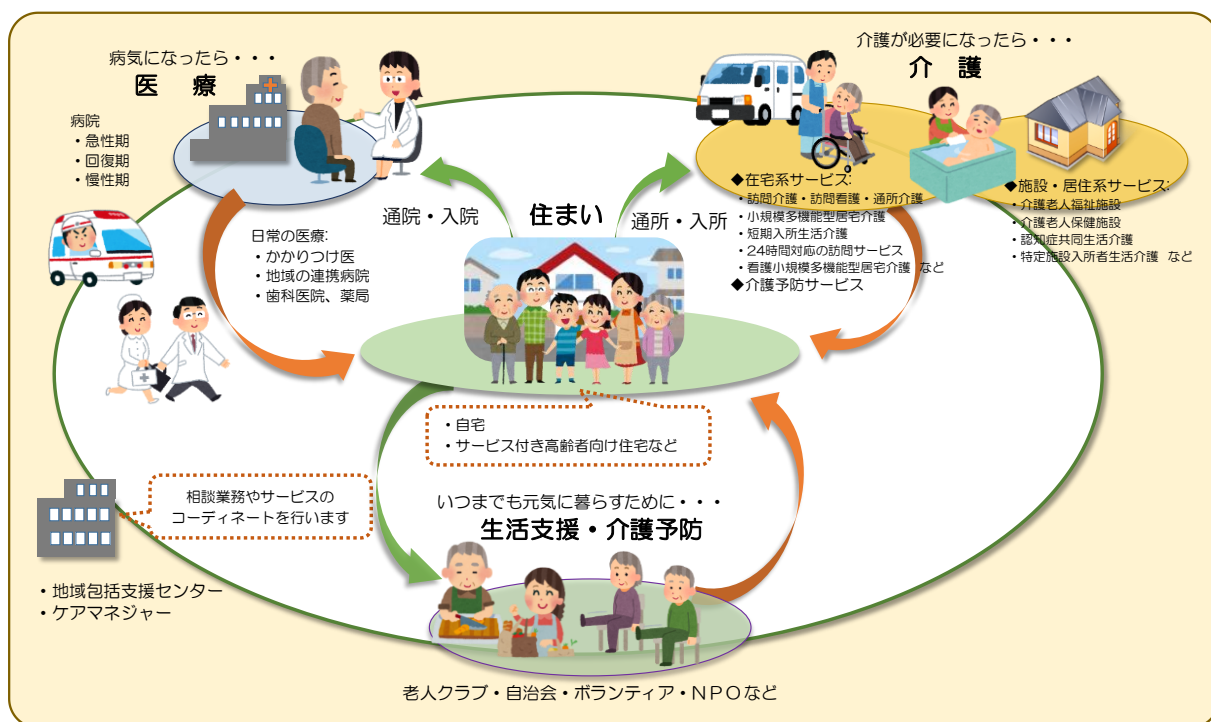 病気になったら・・・
医 療
病院
・急性期
・回復期
・慢性期
日常の医療:
・かかりつけ医
・地域の連携病院
・歯科医院、薬局
通院・入院
住まい
通所・入所
介護が必要になったら・・・
介 護
◆在宅系サービス:
・訪問介護・訪問看護・通所介護
・小規模多機能型居宅介護
・短期入所生活介護
・24時間対応の訪問サービス
・看護小規模多機能型居宅介護 など
◆介護予防サービス
◆施設・居住系サービス:
・介護老人福祉施設
・介護老人保健施設
・認知症共同生活介護
・特定施設入所者生活介護 など
・自宅
・サービス付き高齢者向け住宅など
相談業務やサービスの
コーディネートを行います
・地域包括支援センター
・ケアマネジャー
いつまでも元気に暮らすために・・・
生活支援・介護予防
老人クラブ・自治会・ボランティア・NPOなど